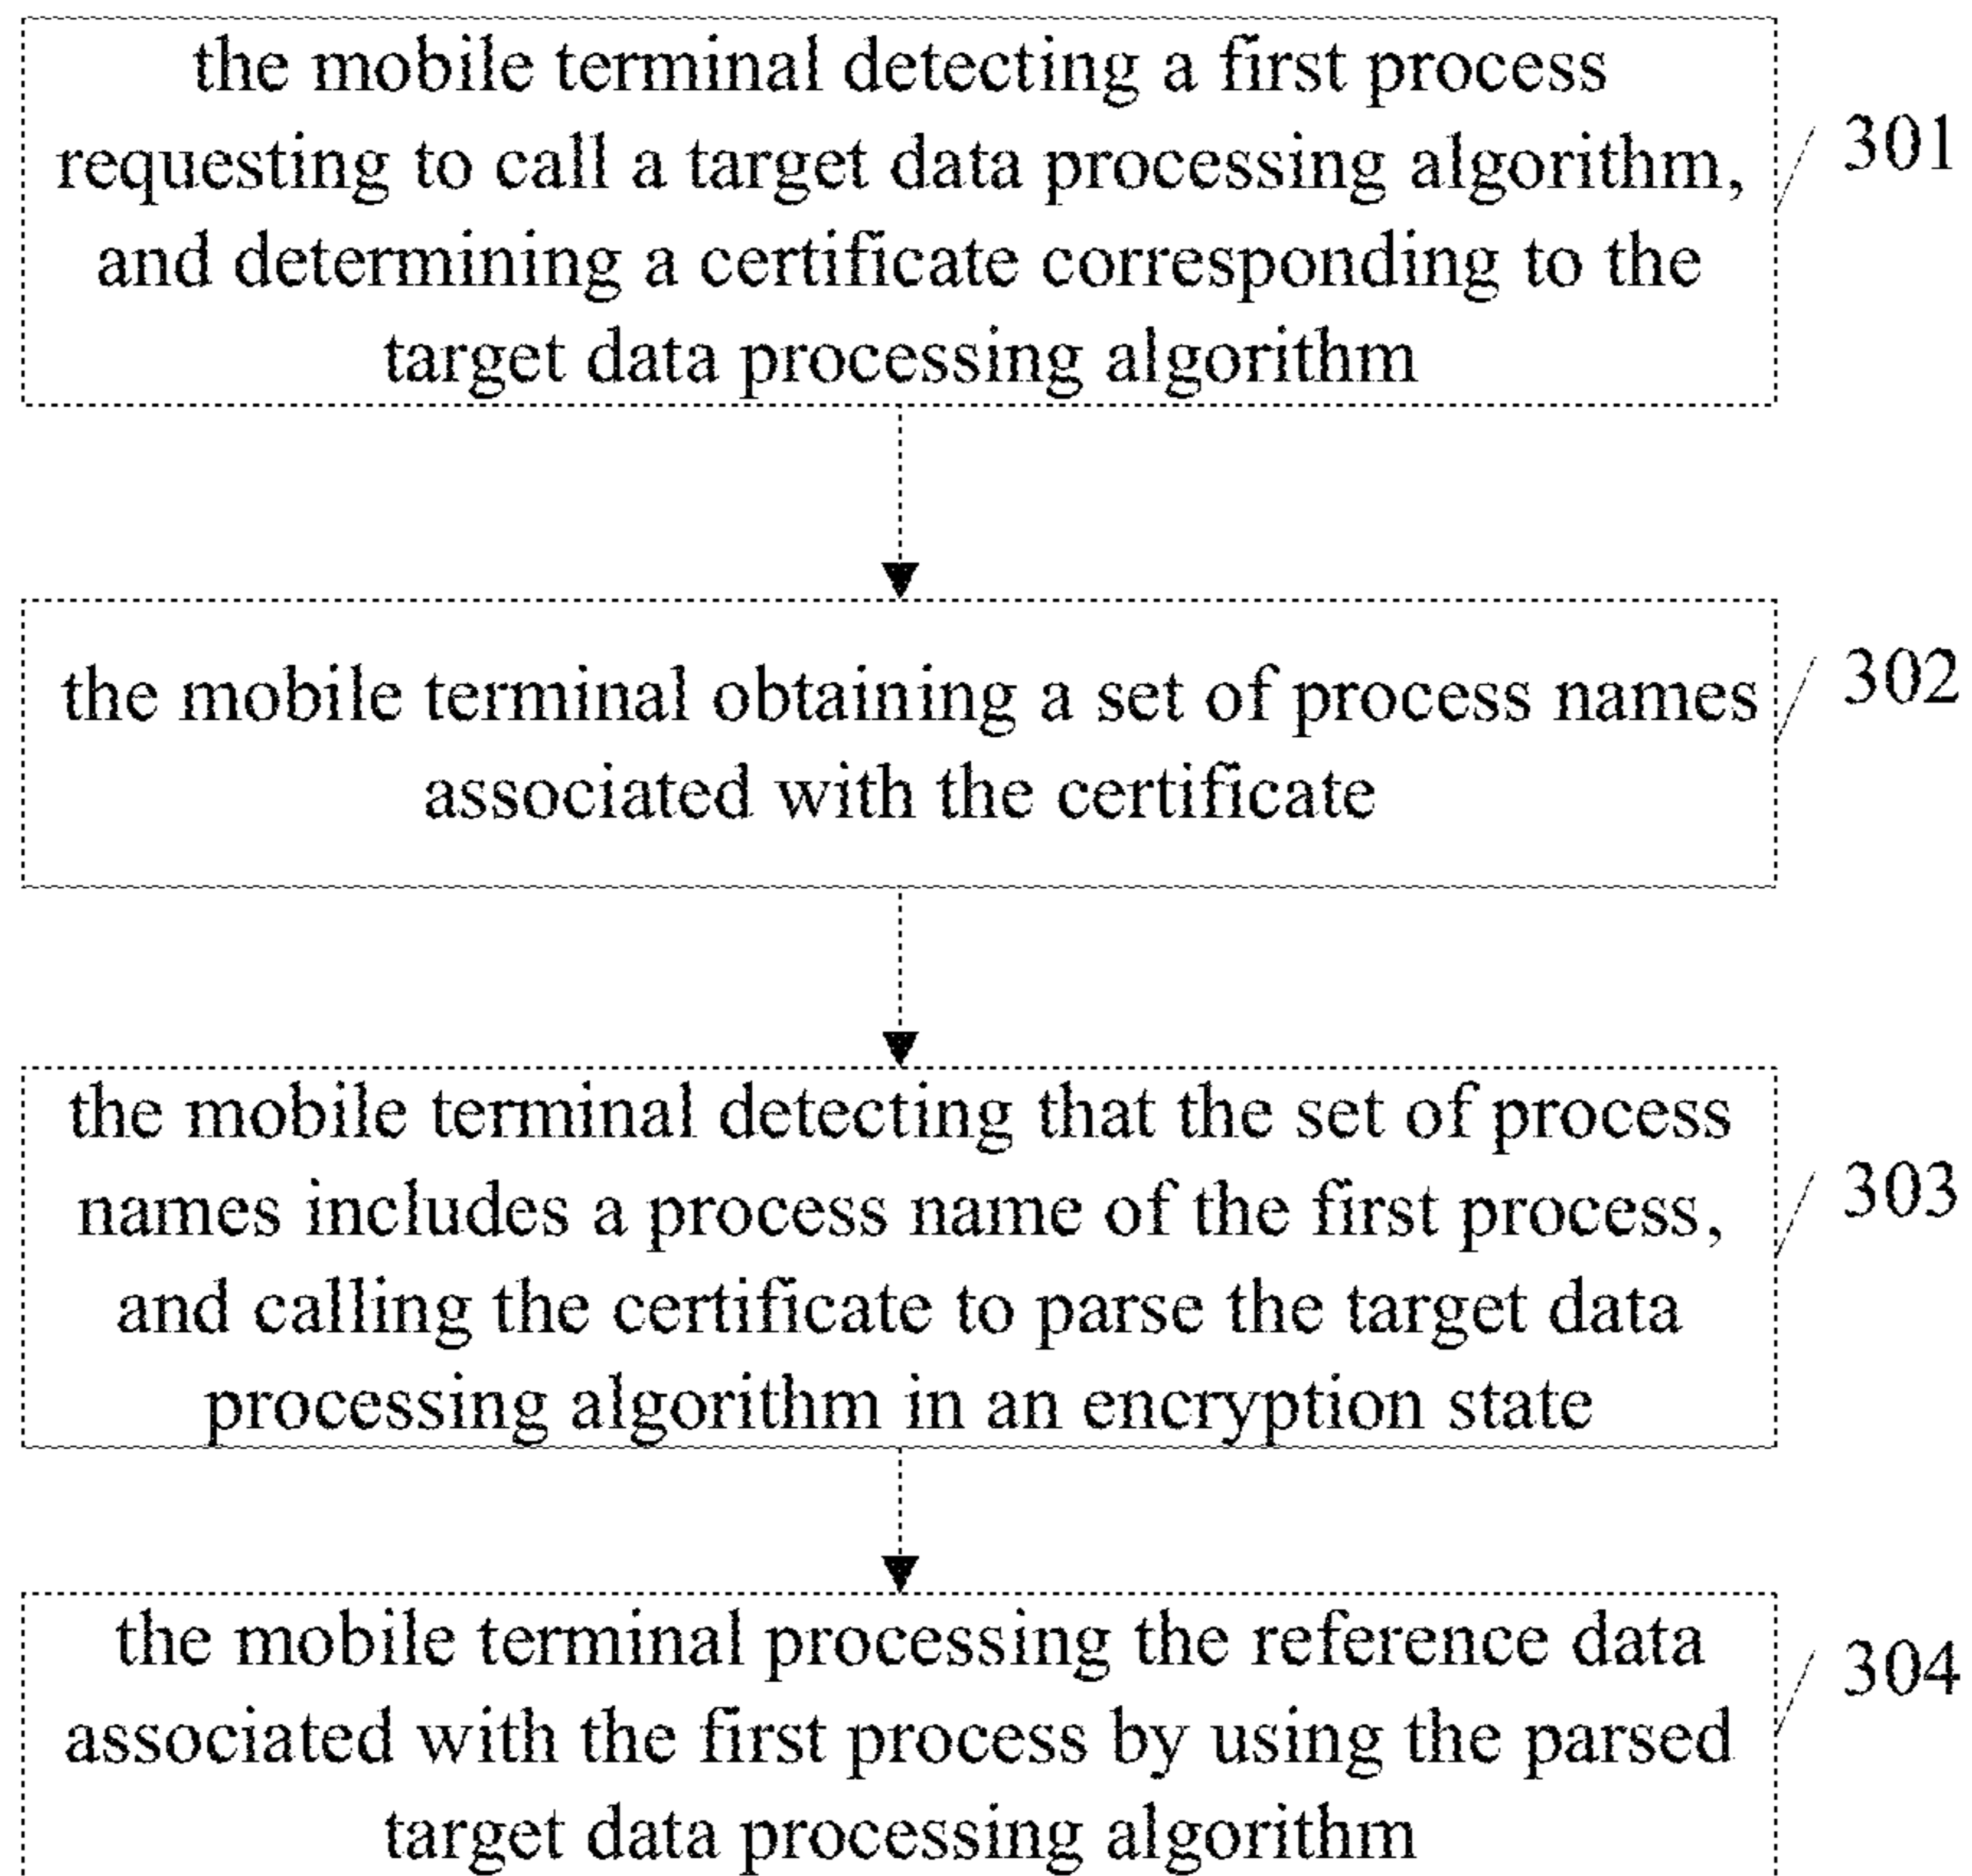 the mobile terminal detecting a first process
requesting to call a target data processing algorithm,
and determining a certificate corresponding to the
target data processing algorithm
301
the mobile terminal obtaining a set of process names
associated with the certificate
302
the mobile terminal detecting that the set of process
names includes a process name of the first process,
and calling the certificate to parse the target data
processing algorithm in an encryption state
303
the mobile terminal processing the reference data
associated with the first process by using the parsed
target data processing algorithm
304